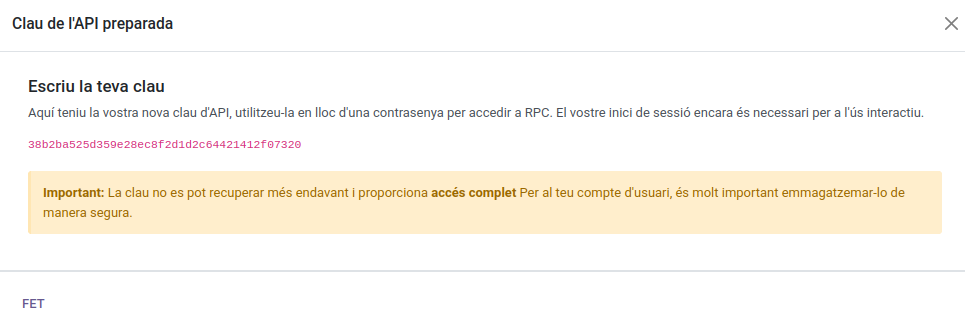 Clau de l'API preparada
Escriu la teva clau
Aquí teniu la vostra nova clau d'API, utilitzeu-la en lloc d'una contrasenya per accedir a RPC. El vostre inici de sessió encara és necessari per a l'ús interactiu.
38b2ba525d359e28ec8f2d1d2c64421412f07320
Important: La clau no es pot recuperar més endavant i proporciona accés complet Per al teu compte d'usuari, és molt important emmagatzemar-lo de
manera segura.
FET